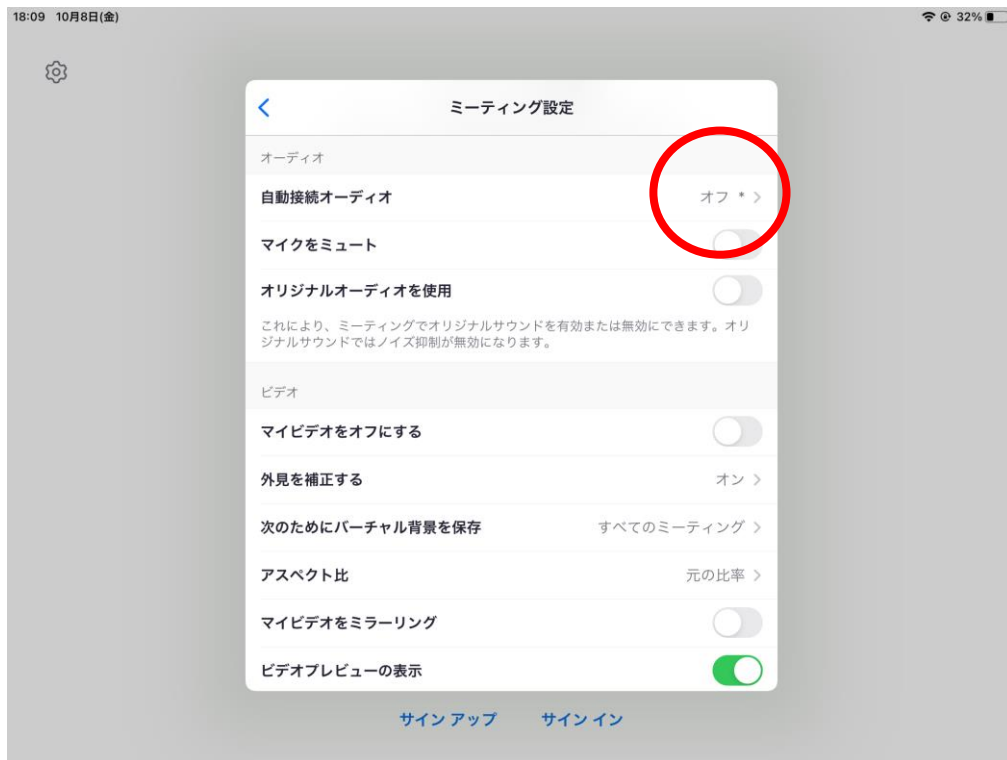 18:09 10月8日(金)
32%
ミーティング設定
オーディオ
自動接続オーディオ オフ *
マイクをミュート
オリジナルオーディオを使用
これにより、ミーティングでオリジナルサウンドを有効または無効にできます。オリ
ジナルサウンドではノイズ抑制が無効になります。
ビデオ
マイビデオをオフにする
外見を補正する オン
次のためにバーチャル背景を保存 すべてのミーティング
アスペクト比 元の比率
マイビデオをミラーリング
ビデオプレビューの表示
サイン アップ サイン イン